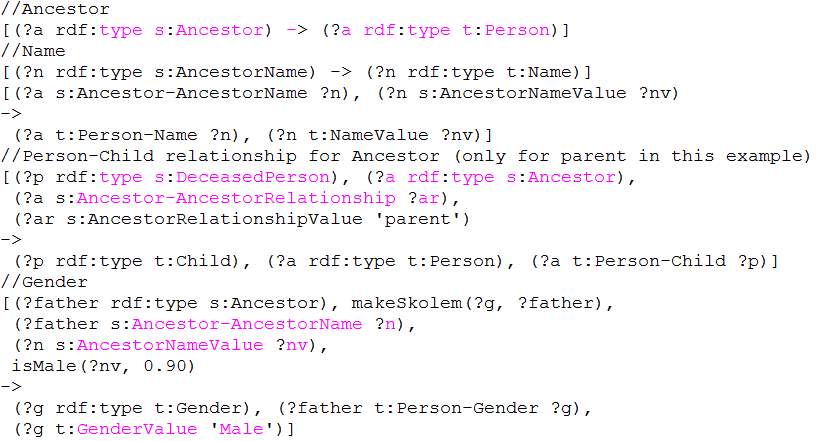 //Ancestor
[(?a rdf:type s:Ancestor) -> (?a rdf:type t:Person)]
//Name
[(?n rdf:type s:AncestorName) -> (?n rdf:type t:Name)]
[(?a s:Ancestor-AncestorName ?n), (?n s:AncestorNameValue ?nv)
->
(?a t:Person-Name ?n), (?n t:NameValue ?nv)]
//Person-Child relationship for Ancestor (only for parent in this example)
[(?p rdf:type s:DeceasedPerson), (?a rdf:type s:Ancestor),
(?a s:Ancestor-AncestorRelationship ?ar),
(?ar s:AncestorRelationshipValue 'parent')
->
(?p rdf:type t:Child), (?a rdf:type t:Person), (?a t:Person-Child ?p)]
//Gender
[(?father rdf:type s:Ancestor), makeSkolem(?g, ?father),
(?father s:Ancestor-AncestorName ?n),
(?n s:AncestorNameValue ?nv),
isMale(?nv, 0.90)
->
(?g rdf:type t:Gender), (?father t:Person-Gender ?g),
(?g t:GenderValue 'Male')]